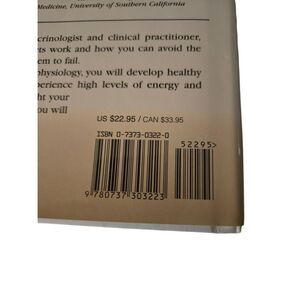 Medicine, University of Southern California
crinologist and clinical practitioner,
cts work and how you can avoid the
em to fail.
physiology, you will develop healthy
perience high levels of energy and
ht your
ou will
US $22.95 / CAN $33.95
ISBN 0-7373-0322-0
52295>
9 780737 303223